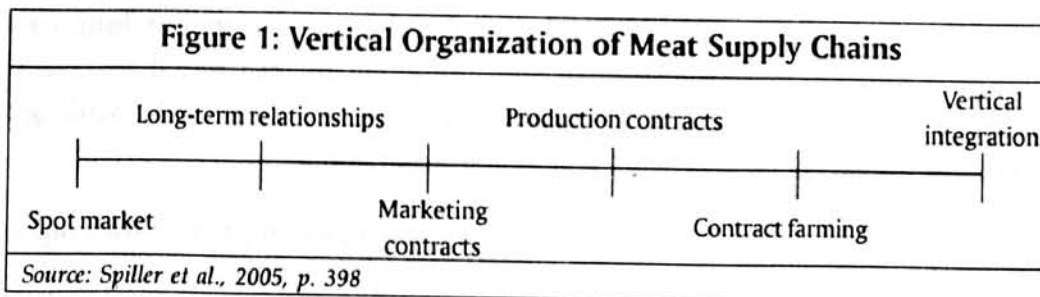 Figure 1: Vertical Organization of Meat Supply Chains
Vertical
integration
Long-term relationships
Production contracts
Spot market
Marketing
contracts
Contract farming
Source: Spiller et al., 2005, p. 398